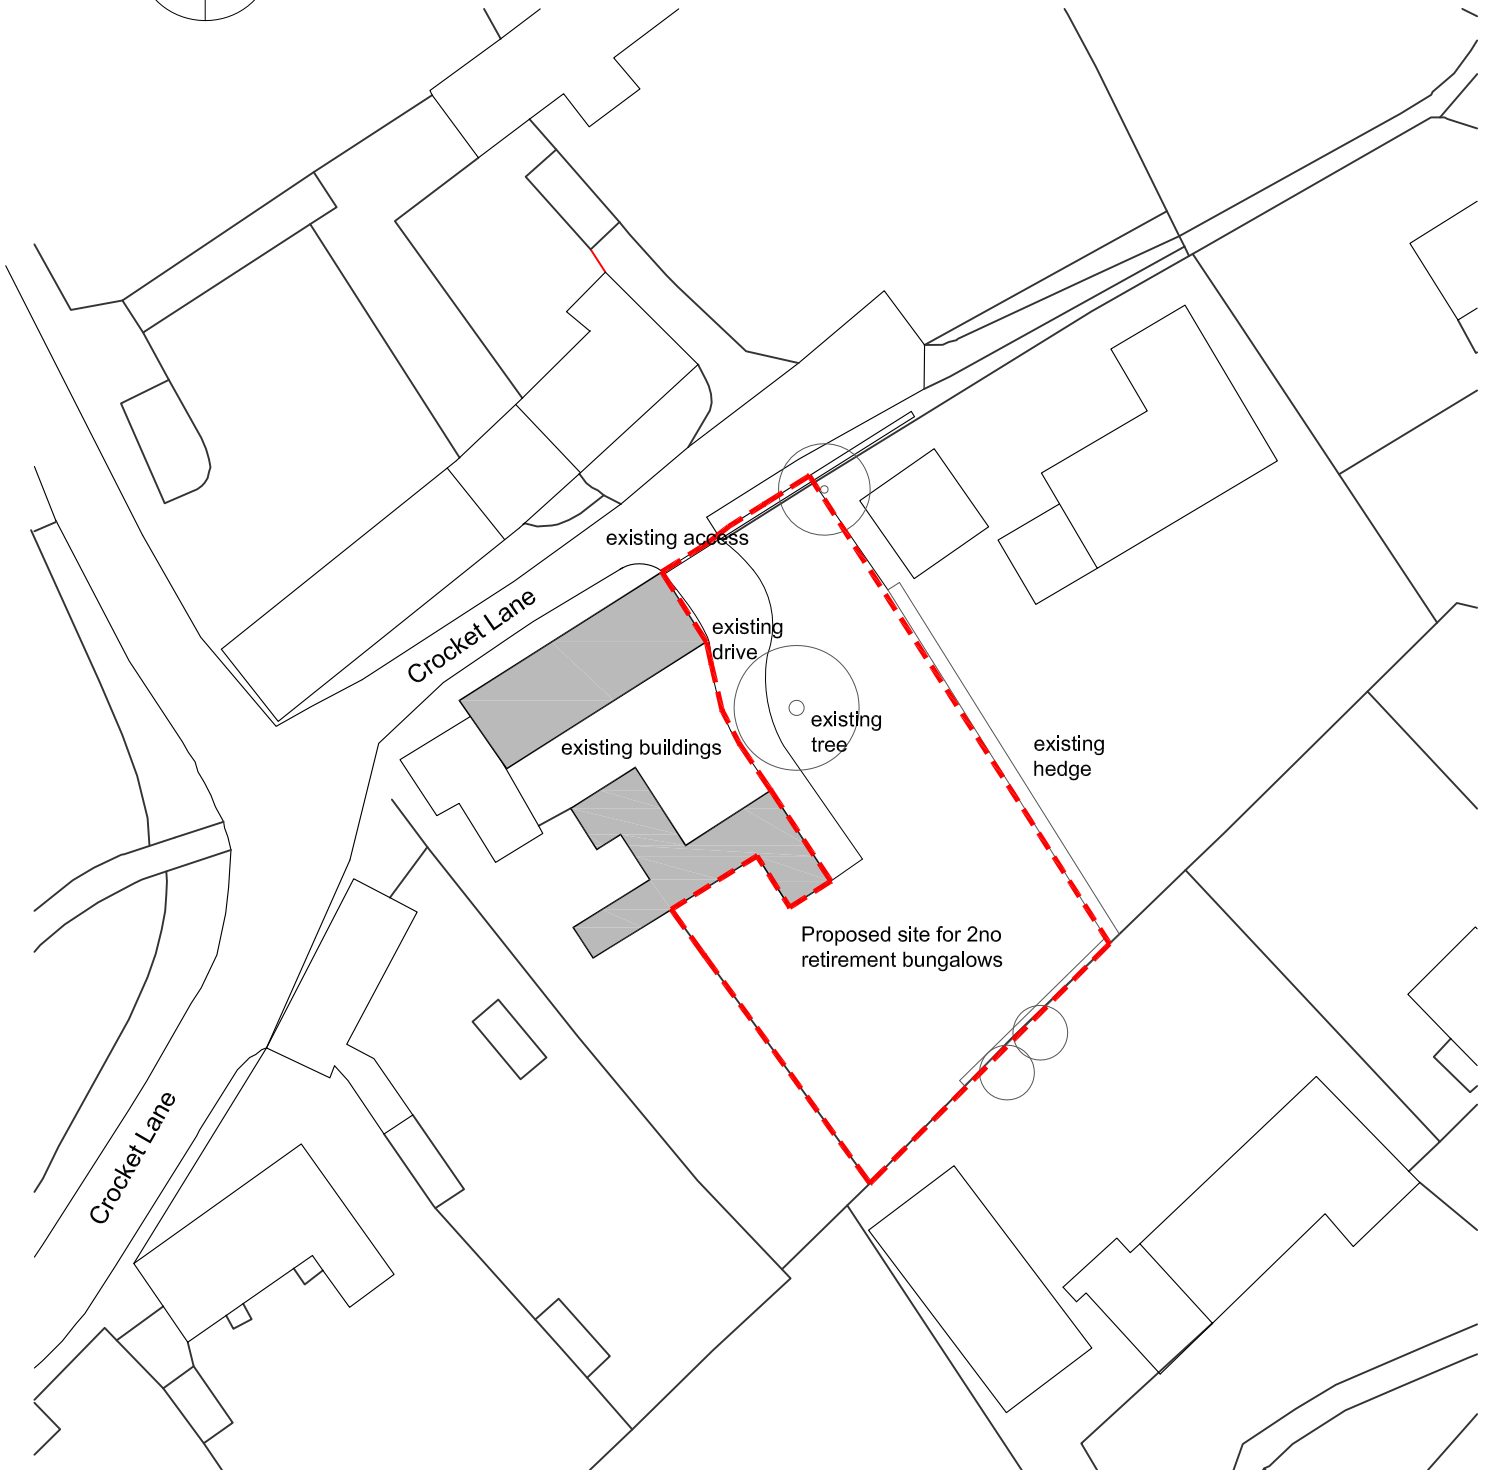 existing access
Crocket Lane
existing
drive
existing
tree
existing buildings
existing
hedge
Proposed site for 2no
retirement bungalows
Crocket Lane